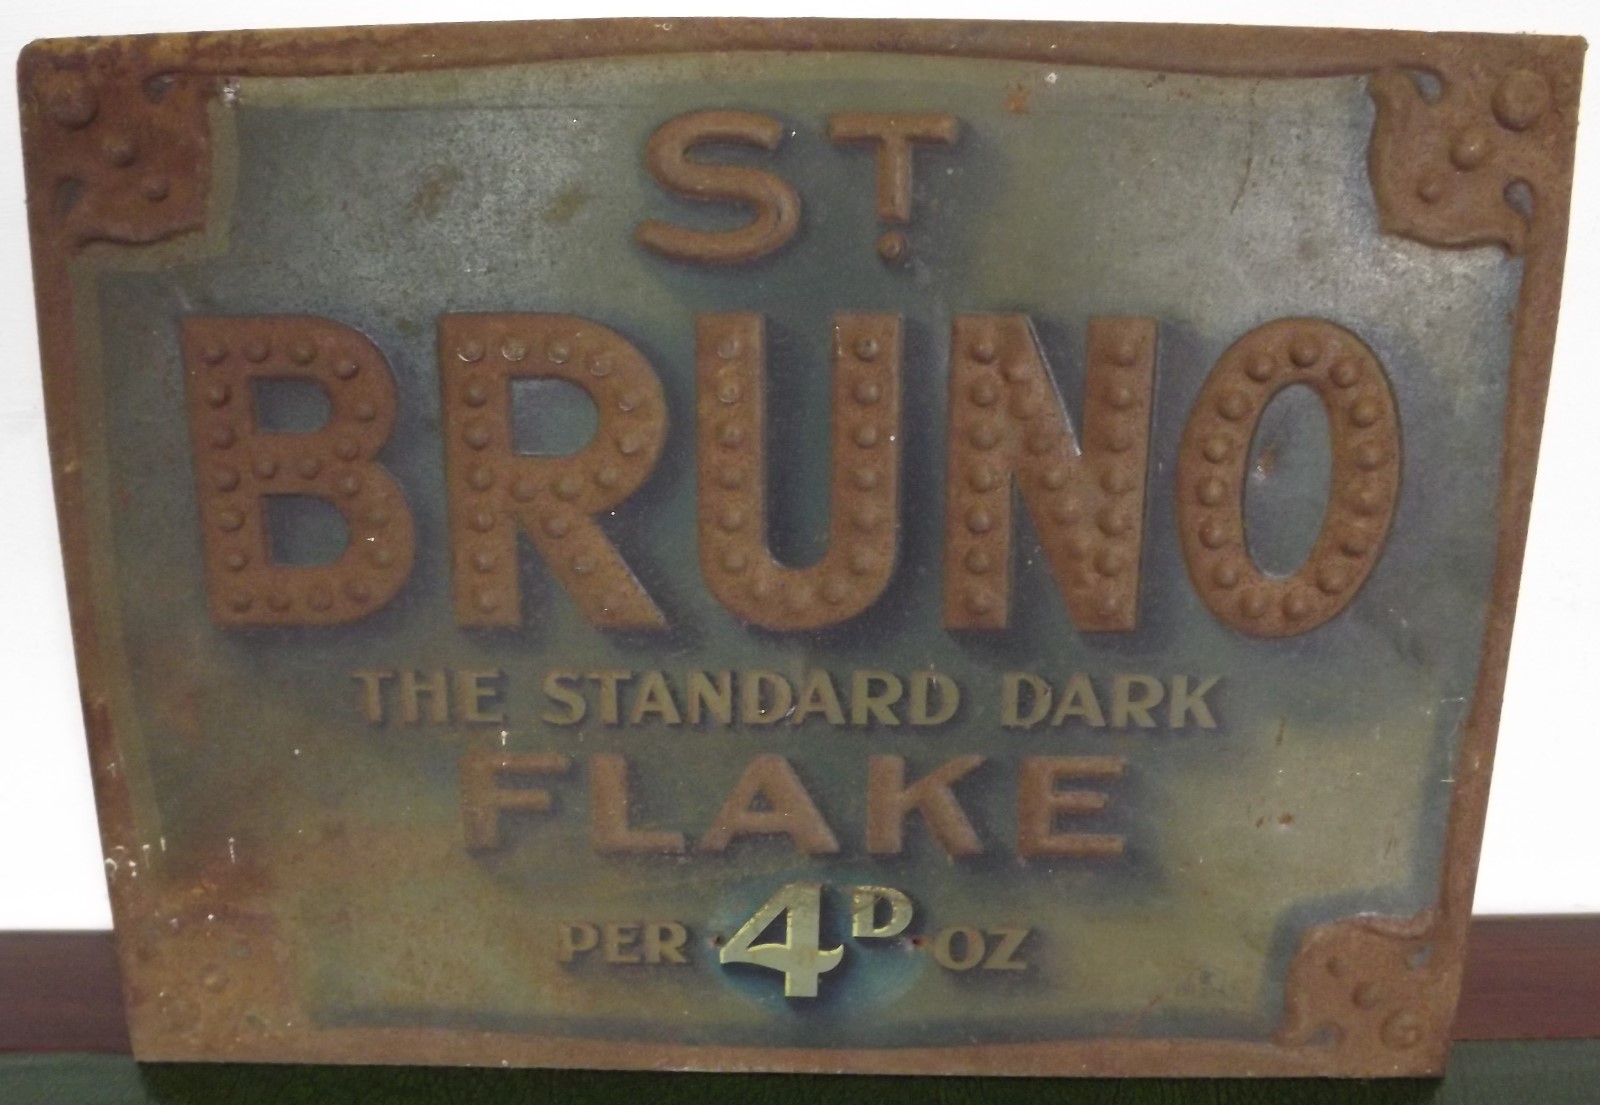 ST.
BRUNO
THE STANDARD DARK
FLAKE
PER 4D OZ